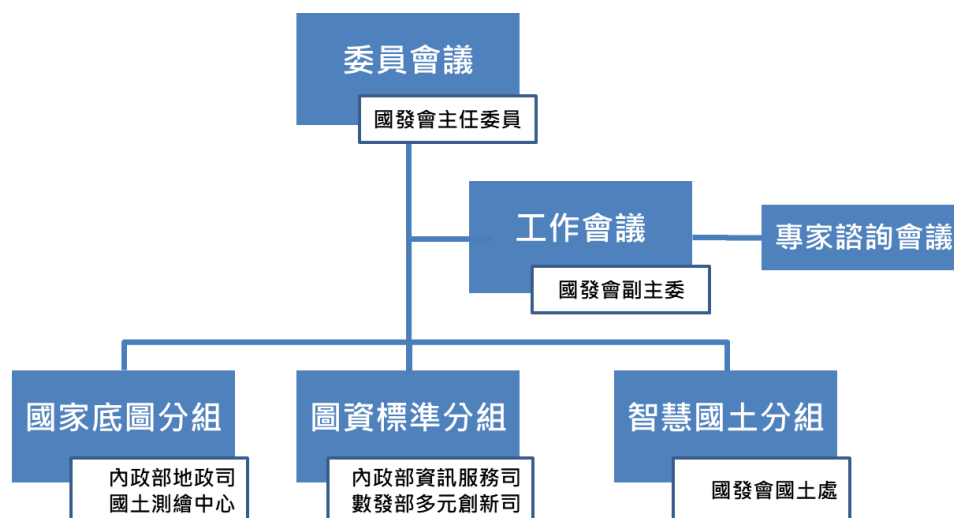 委員會議
國發會主任委員
工作會議
國發會副主委
專家諮詢會議
國家底圖分組
內政部地政司
國土測繪中心
圖資標準分組
內政部資訊服務司
數發部多元創新司
智慧國土分組
國發會國土處